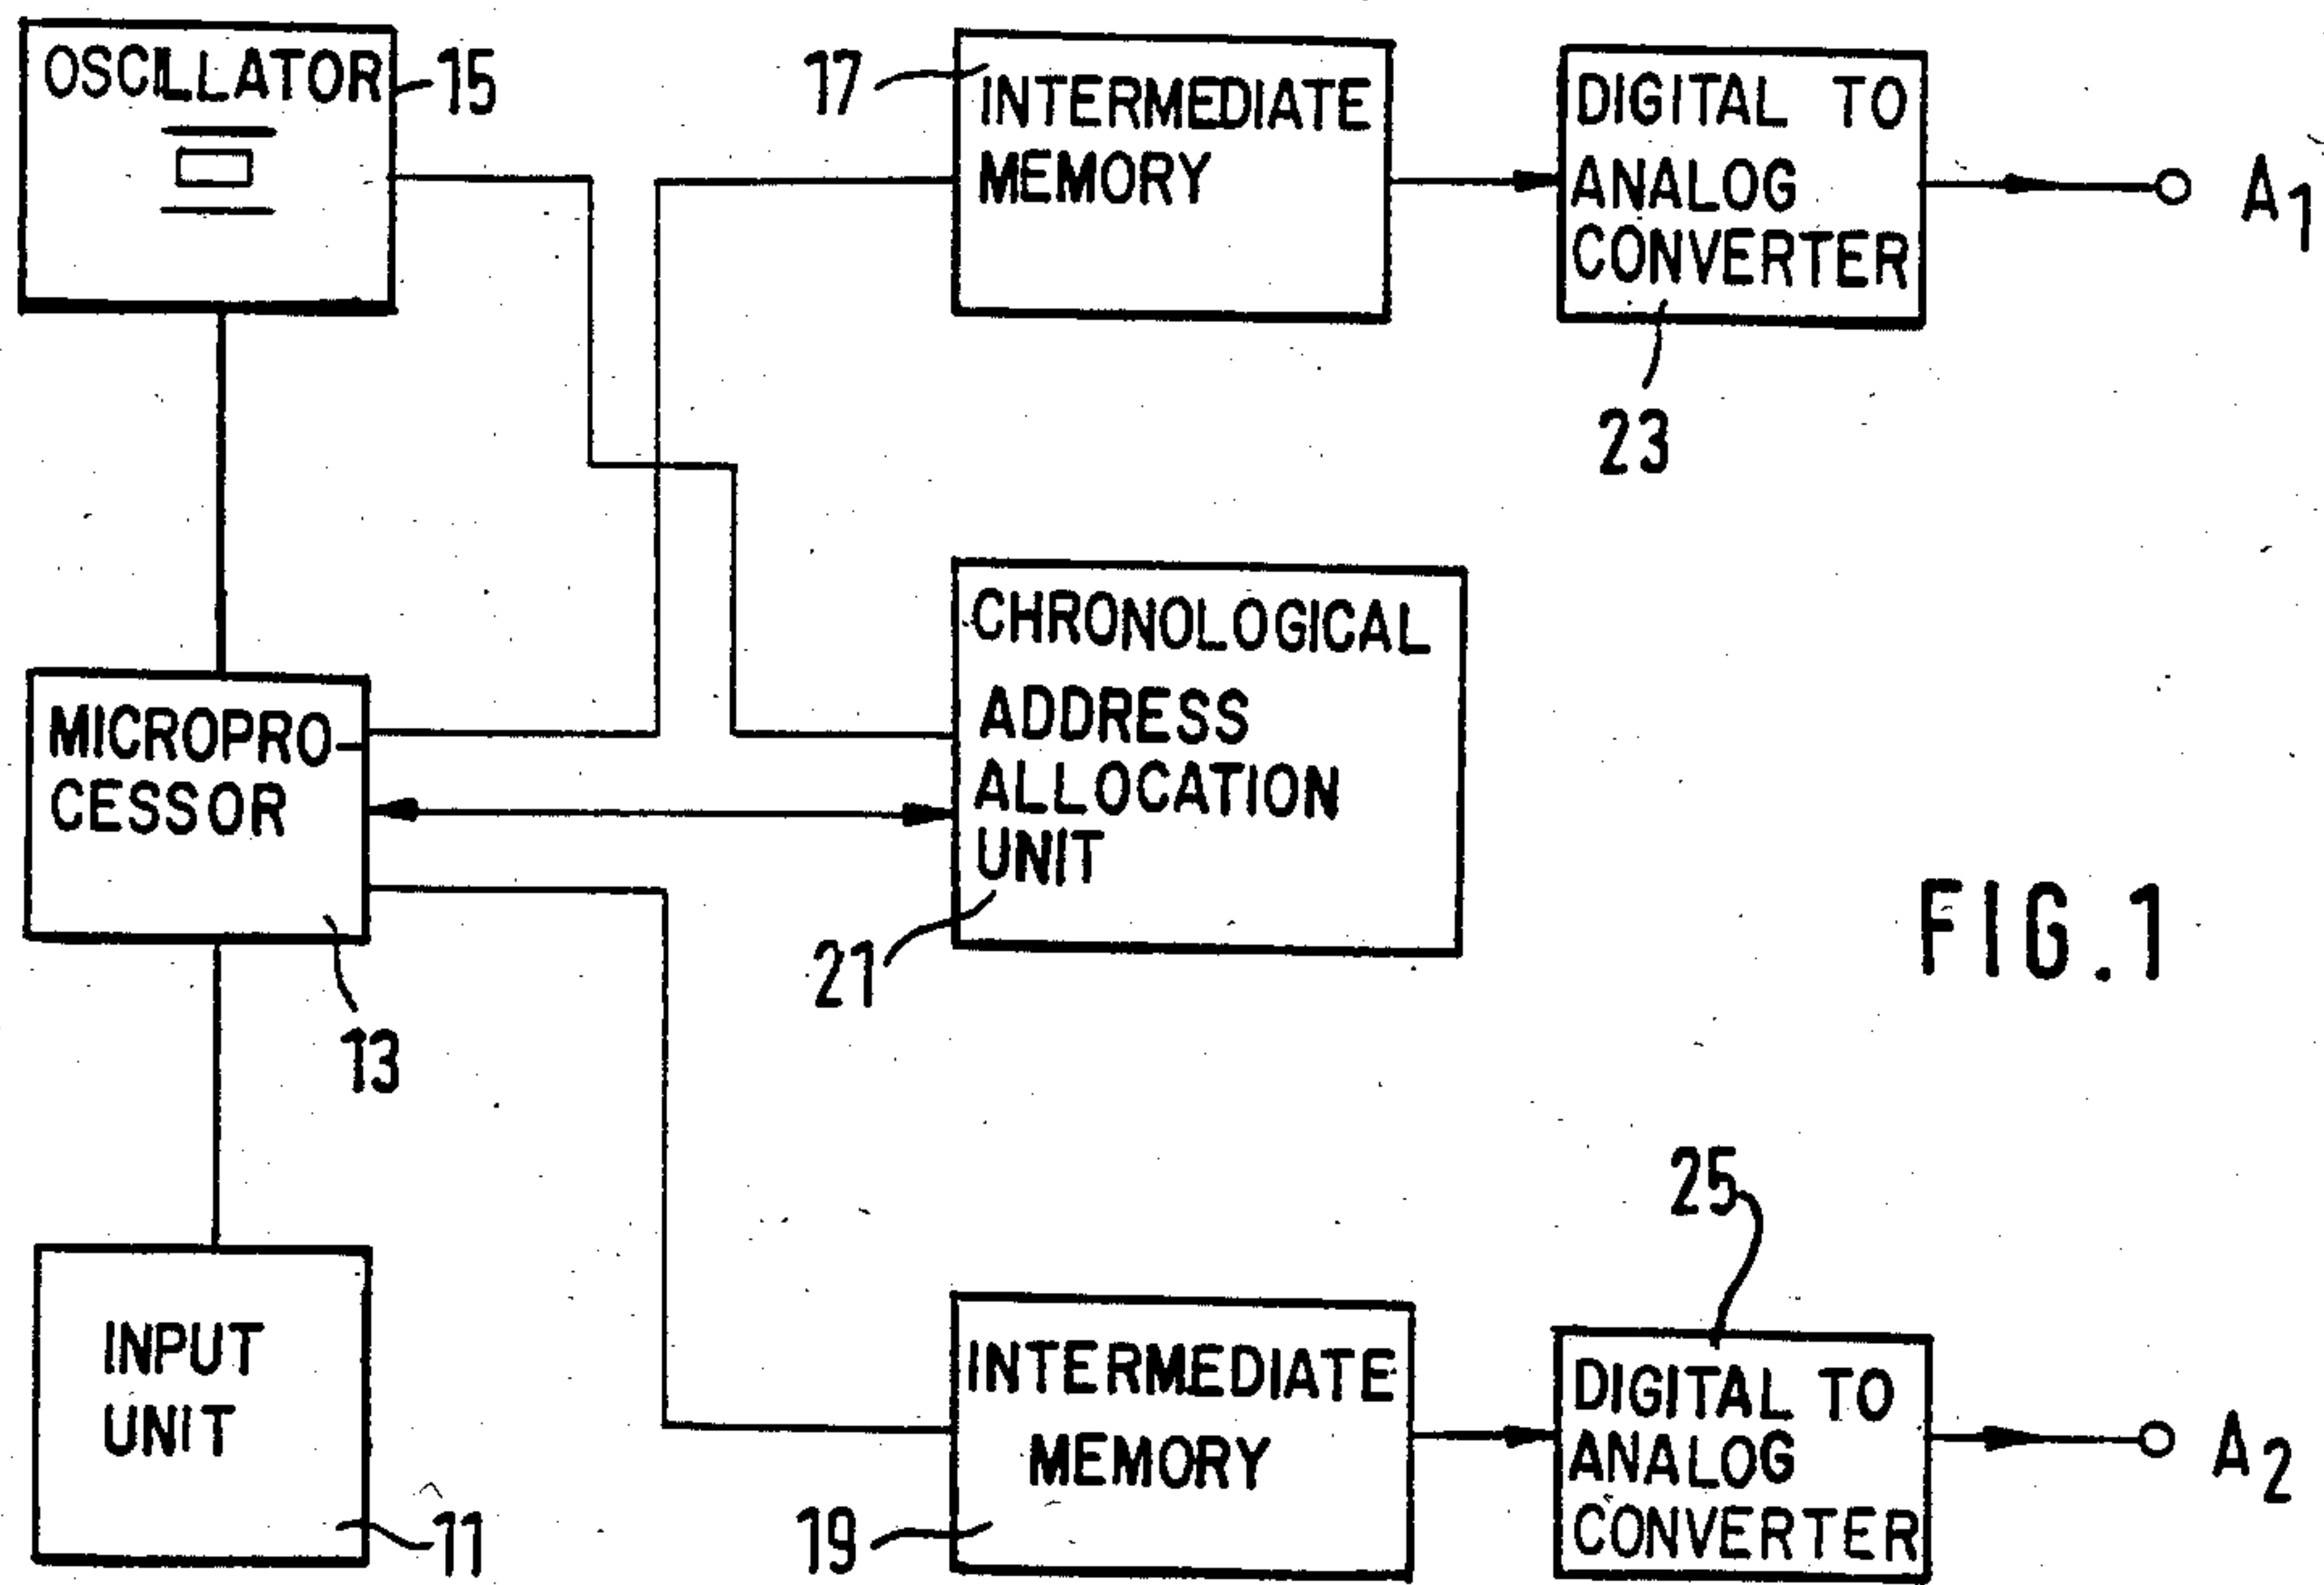 OSCILLATOR
15
17
INTERMEDIATE
MEMORY
DIGITAL TO
ANALOG
CONVERTER
A1
23
MICROPRO-
CESSOR
13
CHRONOLOGICAL
ADDRESS
ALLOCATION
UNIT
21
FIG.1
INPUT
UNIT
11
INTERMEDIATE
MEMORY
19
25
DIGITAL TO
ANALOG
CONVERTER
A2